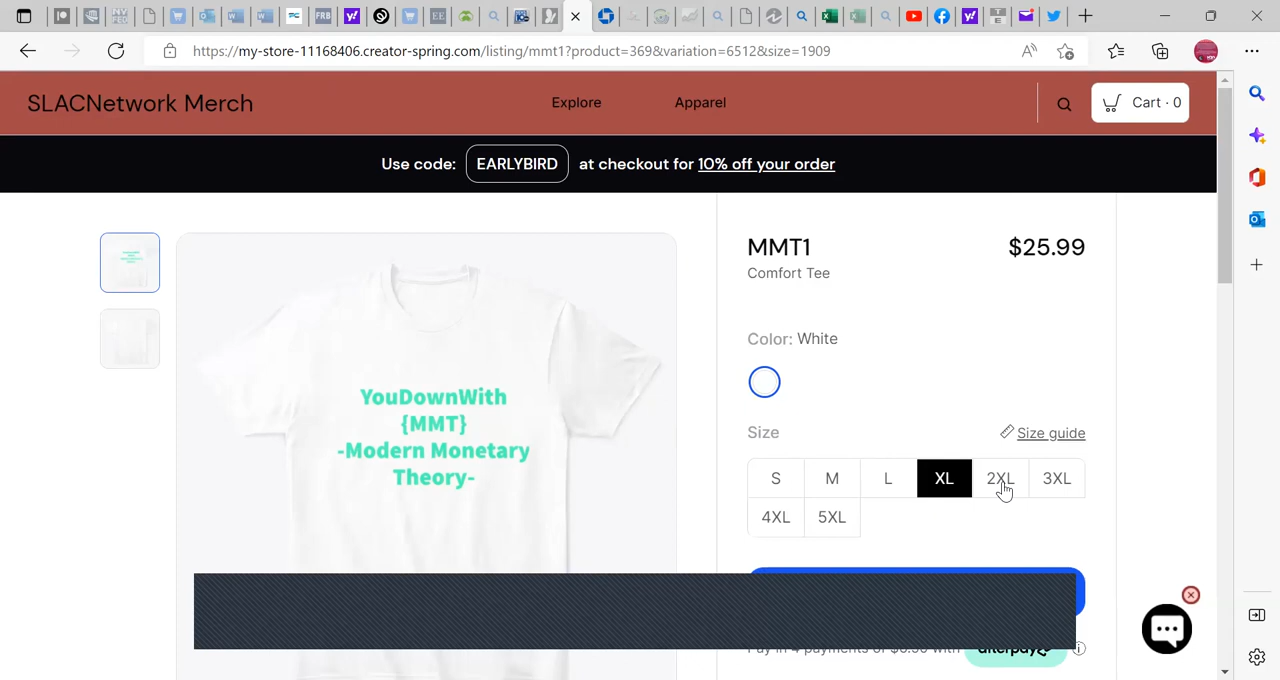 https://my-store-11168406.creator-spring.com/listing/mmt1?product=369&variation=6512&size=1909
SLACNetwork Merch
Explore
Apparel
Cart · 0
Use code: EARLYBIRD at checkout for 10% off your order
MMT1
$25.99
Comfort Tee
Color: White
YouDownWith
{MMT}
-Modern Monetary
Theory-
Size
Size guide
S M L XL 2XL 3XL
4XL 5XL